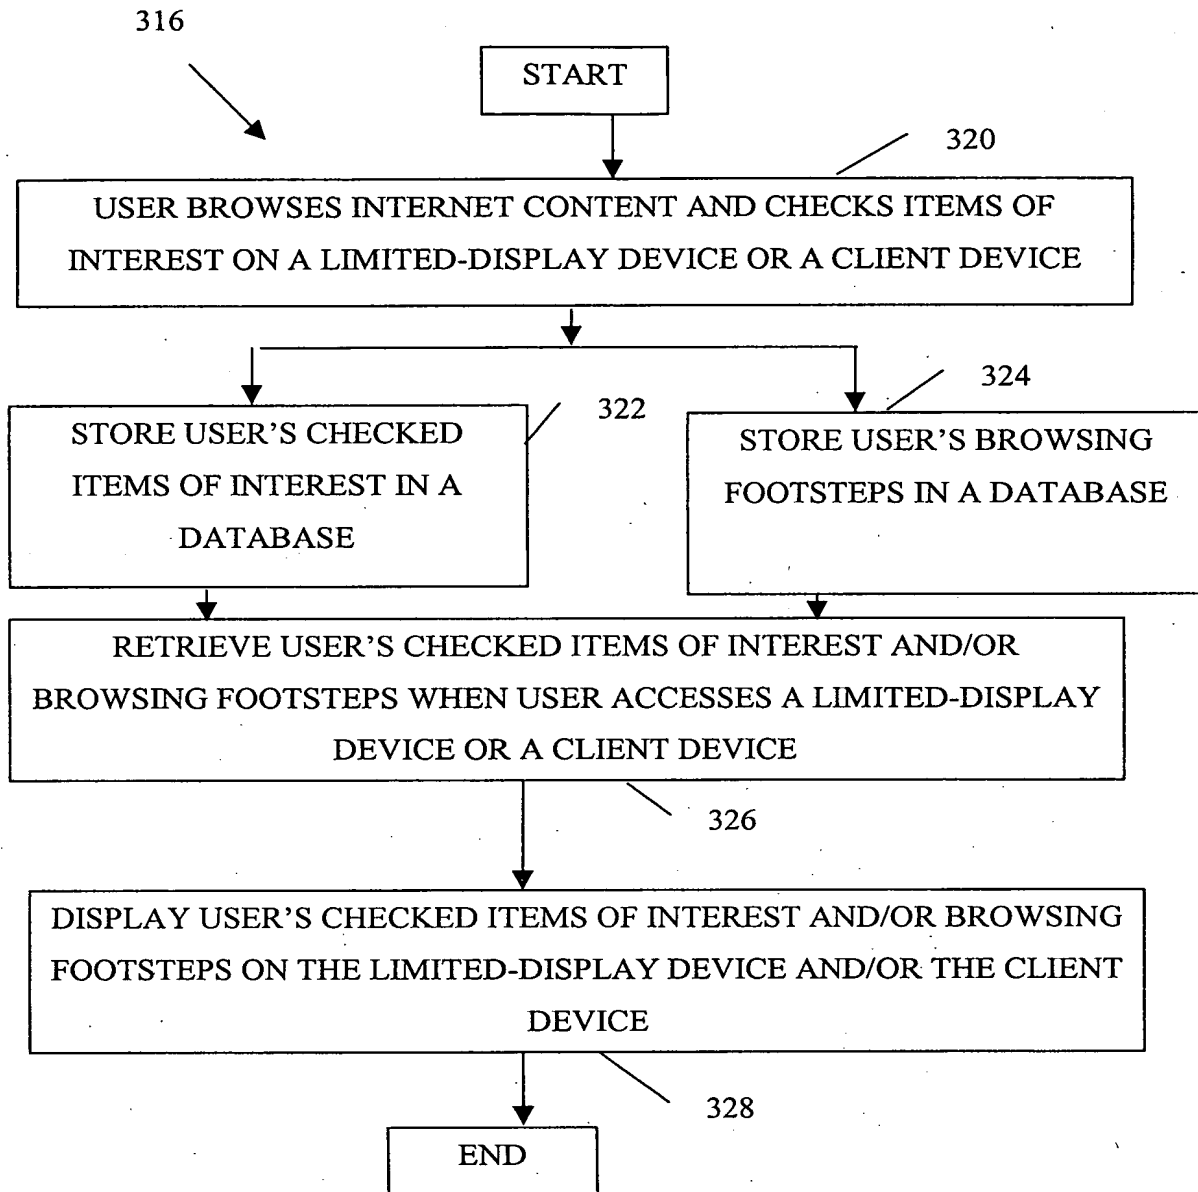 316
START
320
USER BROWSES INTERNET CONTENT AND CHECKS ITEMS OF
INTEREST ON A LIMITED-DISPLAY DEVICE OR A CLIENT DEVICE
324
322
STORE USER'S CHECKED
ITEMS OF INTEREST IN A
DATABASE
STORE USER'S BROWSING
FOOTSTEPS IN A DATABASE
RETRIEVE USER'S CHECKED ITEMS OF INTEREST AND/OR
BROWSING FOOTSTEPS WHEN USER ACCESSES A LIMITED-DISPLAY
DEVICE OR A CLIENT DEVICE
326
DISPLAY USER'S CHECKED ITEMS OF INTEREST AND/OR BROWSING
FOOTSTEPS ON THE LIMITED-DISPLAY DEVICE AND/OR THE CLIENT
DEVICE
328
END